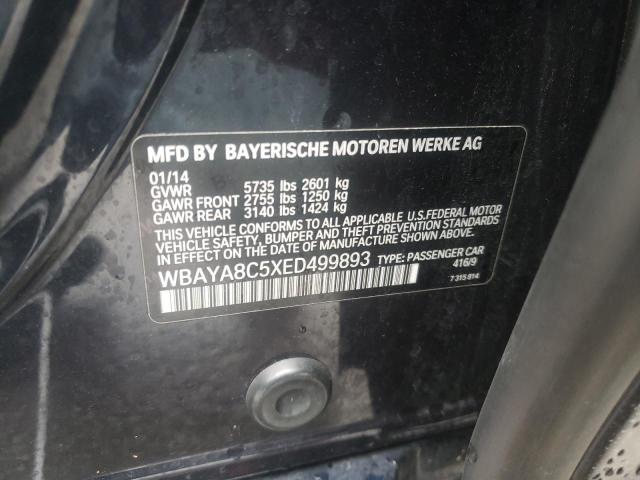 MFD BY BAYERISCHE MOTOREN WERKE AG
01/14
GVWR 5735 lbs 2601 kg
GAWR FRONT 2755 lbs 1250 kg
GAWR REAR 3140 lbs 1424 kg
THIS VEHICLE CONFORMS TO ALL APPLICABLE U.S.FEDERAL MOTOR
VEHICLE SAFETY, BUMPER, AND THEFT PREVENTION STANDARDS
IN EFFECT ON THE DATE OF MANUFACTURE SHOWN ABOVE.
WBAYA8C5XED499893 TYPE: PASSENGER CAR
416/9
7 315 814